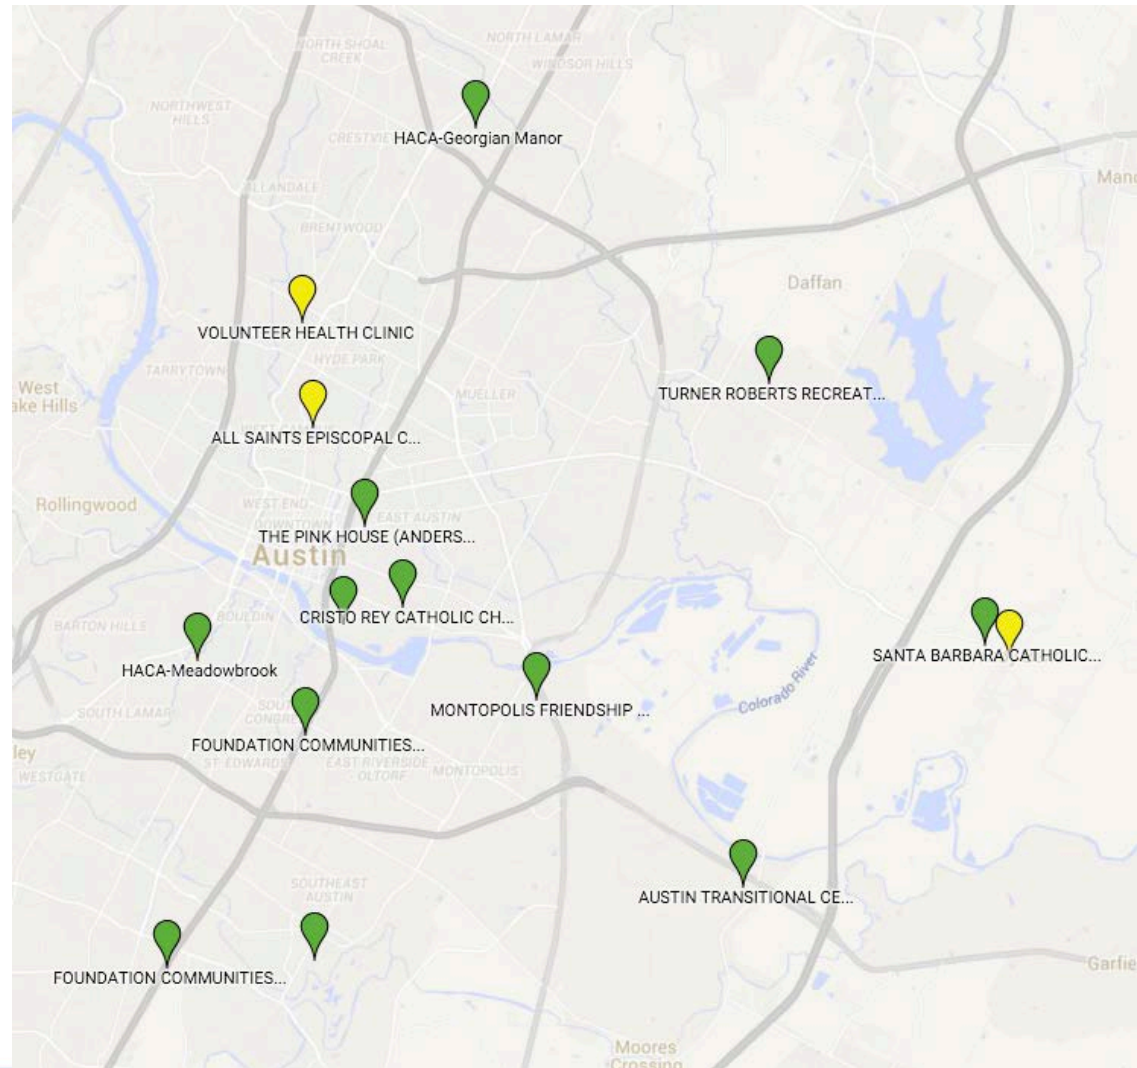 NORTH SHOAL
CREEK
NORTH LAMAR
WINDSOR HILLS
NORTHWEST
HILLS
CRESTVIE
HACA-Georgian Manor
Mano
ALLANDALE
BRENTWOOD
Daffan
VOLUNTEER HEALTH CLINIC
HYDE PARK
TARRYTOWN
West
ake Hills
MUELLER
TURNER ROBERTS RECREAT...
ALL SAINTS EPISCOPAL C...
Rollingwood
WEST END
DOWNTOWN
EAST AUSTIN
THE PINK HOUSE (ANDERS...
Austin
CRISTO REY CATHOLIC CH...
BOULDIN
BARTON HILLS
HACA-Meadowbrook
SANTA BARBARA CATHOLIC...
Colorado River
SOUTH LAMAR
SOUTH
CONGRE
MONTOPOLIS FRIENDSHIP ...
FOUNDATION COMMUNITIES...
ley
ST. EDWARDS
EAST RIVERSIDE
-OLTORF
MONTOPOLIS
WESTGATE
SOUTHEAST
AUSTIN
AUSTIN TRANSITIONAL CE...
FOUNDATION COMMUNITIES...
Garfie
Moores
Crossing